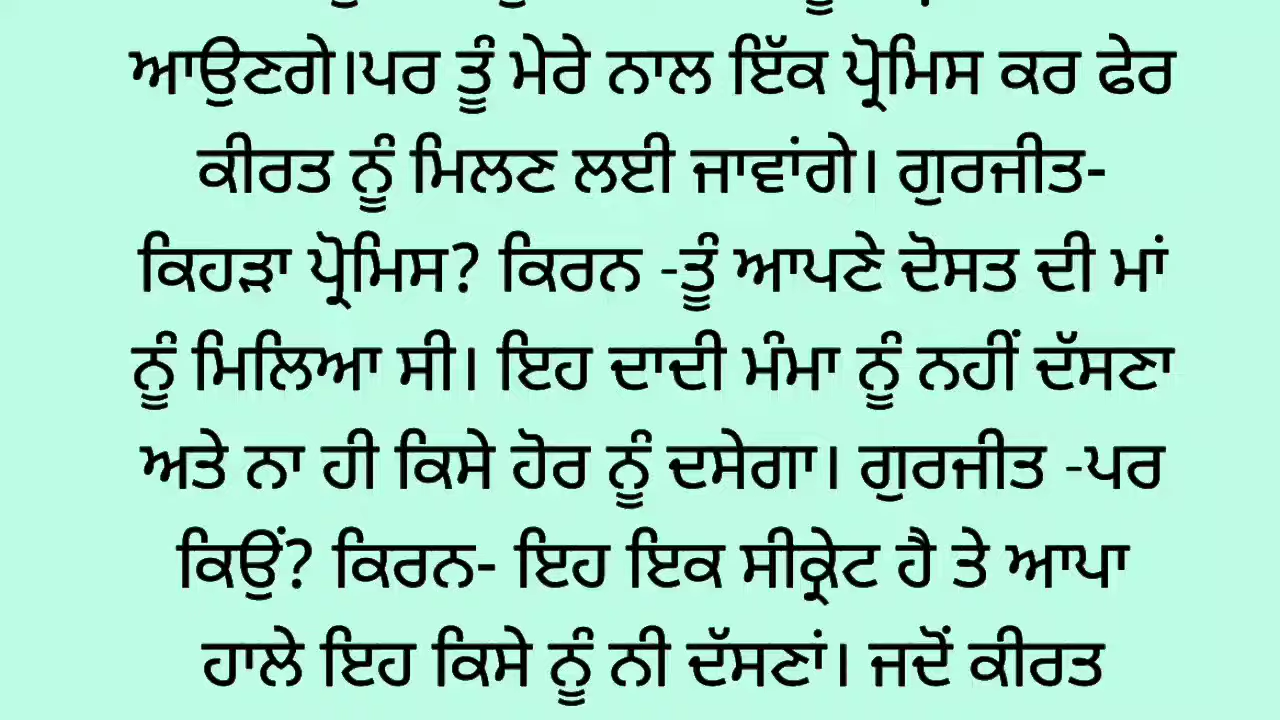 ਆਉਣਗੇ।ਪਰ ਤੂੰ ਮੇਰੇ ਨਾਲ ਇੱਕ ਪ੍ਰੋਮਿਸ ਕਰ ਫੇਰ
ਕੀਰਤ ਨੂੰ ਮਿਲਣ ਲਈ ਜਾਵਾਂਗੇ। ਗੁਰਜੀਤ-
ਕਿਹੜਾ ਪ੍ਰੋਮਿਸ? ਕਿਰਨ -ਤੂੰ ਆਪਣੇ ਦੋਸਤ ਦੀ ਮਾਂ
ਨੂੰ ਮਿਲਿਆ ਸੀ। ਇਹ ਦਾਦੀ ਮੰਮਾ ਨੂੰ ਨਹੀਂ ਦੱਸਣਾ
ਅਤੇ ਨਾ ਹੀ ਕਿਸੇ ਹੋਰ ਨੂੰ ਦਸੇਗਾ। ਗੁਰਜੀਤ -ਪਰ
ਕਿਉਂ? ਕਿਰਨ- ਇਹ ਇਕ ਸੀਕ੍ਰੇਟ ਹੈ ਤੇ ਆਪਾ
ਹਾਲੇ ਇਹ ਕਿਸੇ ਨੂੰ ਨੀ ਦੱਸਣਾਂ। ਜਦੋਂ ਕੀਰਤ